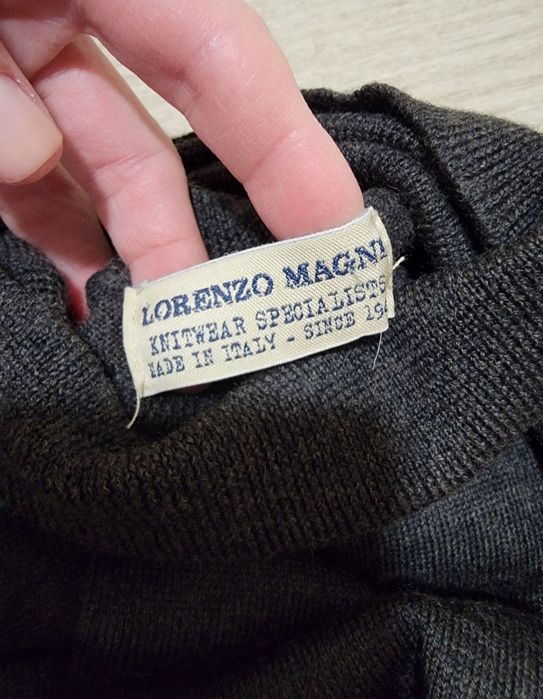 LORENZO MAGNI
KNITWEAR SPECIALISTS
MADE IN ITALY - SINCE